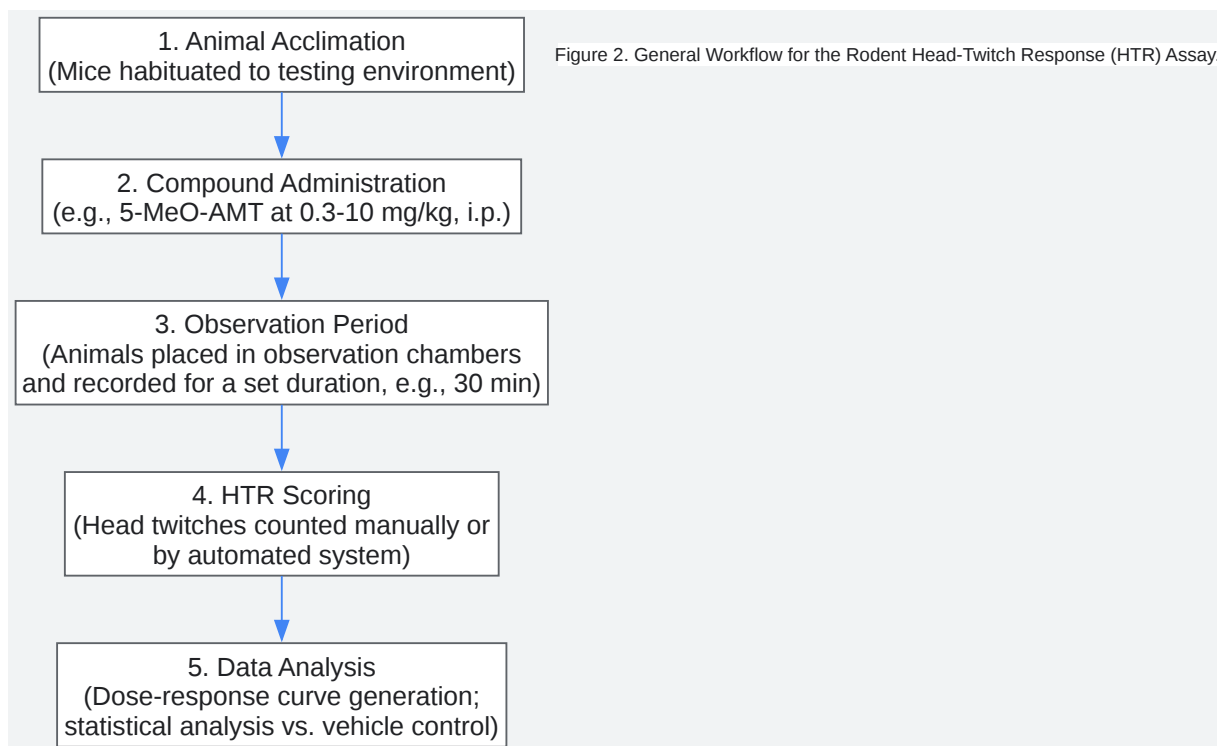 1. Animal Acclimation
(Mice habituated to testing environment)
Figure 2. General Workflow for the Rodent Head-Twitch Response (HTR) Assay.
2. Compound Administration
(e.g., 5-MeO-AMT at 0.3-10 mg/kg, i.p.)
3. Observation Period
(Animals placed in observation chambers
and recorded for a set duration, e.g., 30 min)
4. HTR Scoring
(Head twitches counted manually or
by automated system)
5. Data Analysis
(Dose-response curve generation;
statistical analysis vs. vehicle control)